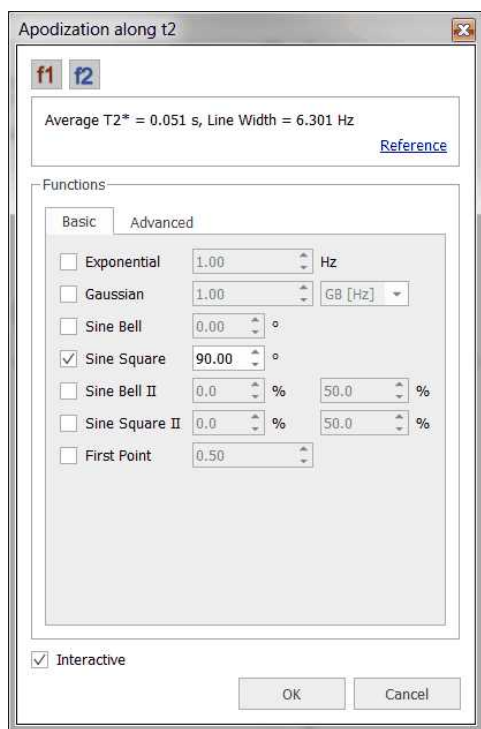 Apodization along t2
f1 f2
Average T2* = 0.051 s, Line Width = 6.301 Hz
Reference
Functions
Basic Advanced
Exponential 1.00 Hz
Gaussian 1.00 GB [Hz]
Sine Bell 0.00 °
Sine Square 90.00 °
Sine Bell II 0.0 % 50.0 %
Sine Square II 0.0 % 50.0 %
First Point 0.50
Interactive
OK Cancel